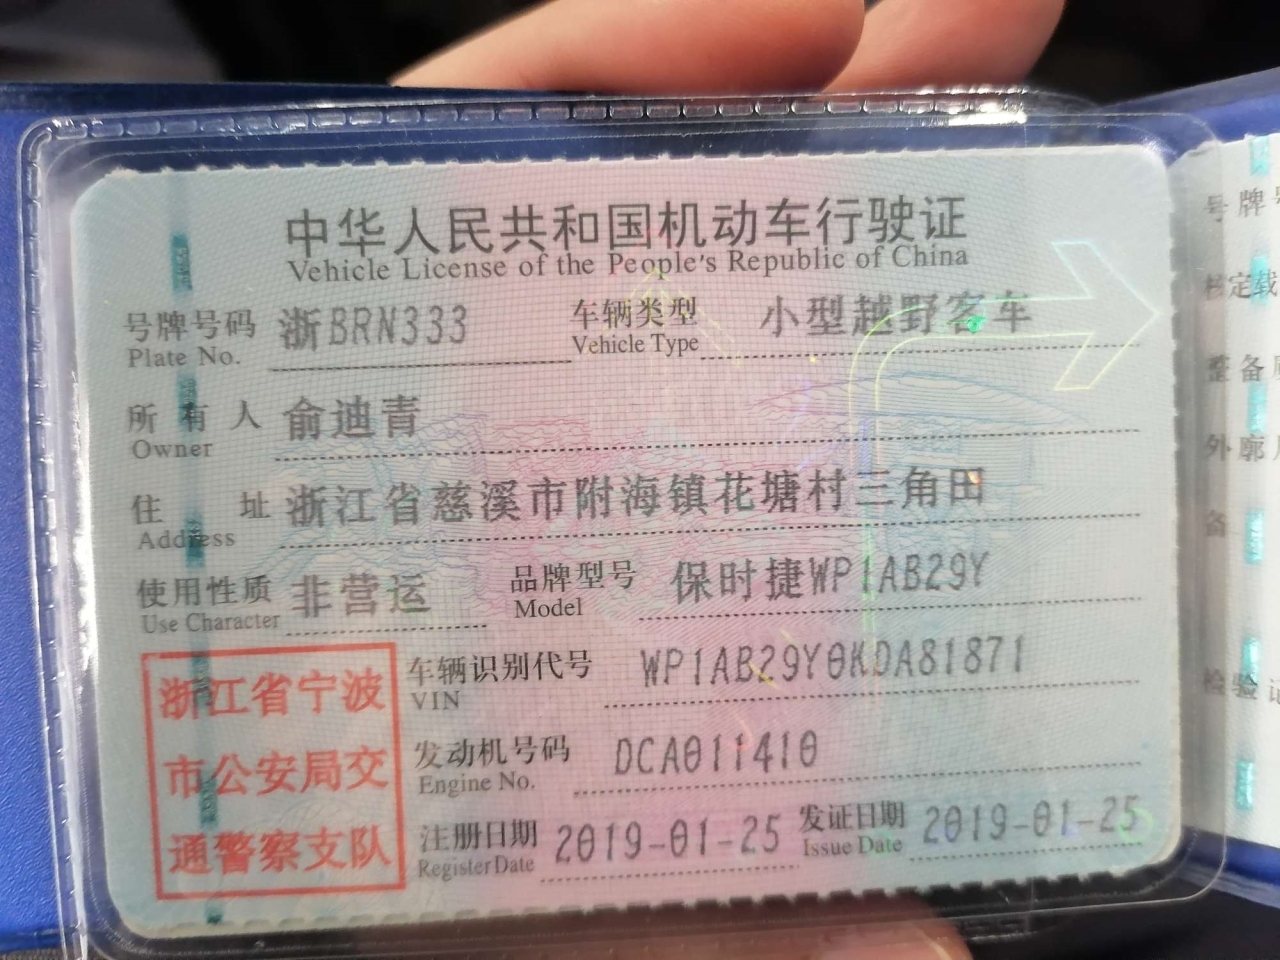 中华人民共和国机动车行驶证
Vehicle License of the People's Republic of China
号牌号码 浙BRN333 车辆类型 小型越野客车
Plate No. Vehicle Type
所有人 俞迪青
Owner
住址 浙江省慈溪市附海镇花塘村三角田
Address
使用性质 非营运 品牌型号 保时捷WP1AB29Y
Use Character Model
车辆识别代号 WP1AB29Y0KDA81871
VIN
发动机号码 DCA011410
Engine No.
注册日期 2019-01-25 发证日期 2019-01-25
Register Date Issue Date
浙江省宁波
市公安局交
通警察支队
号牌
核定载
整备
外廓
检验